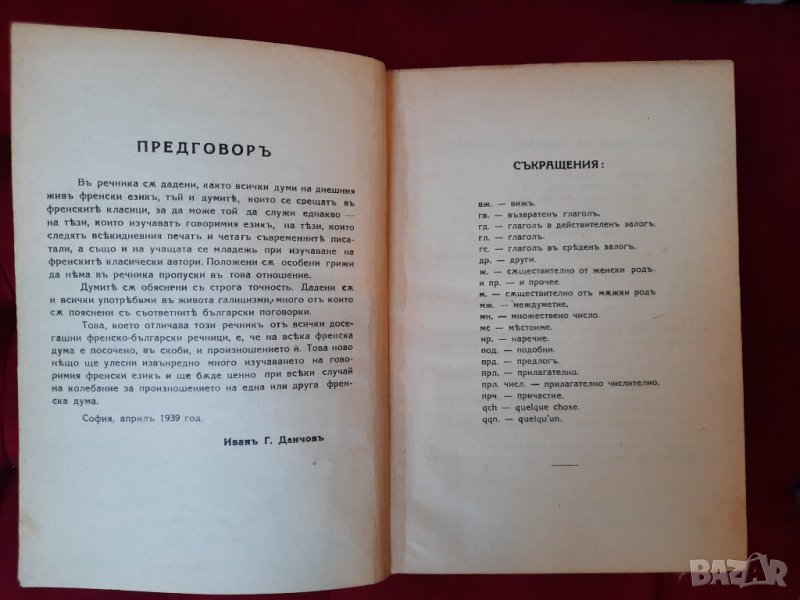 ПРЕДГОВОРЪ
Въ речника сѫ дадени, както всички думи на днешния
живъ френски езикъ, тъй и думитѣ, които се срещатъ въ
френскитѣ класици, за да може той да служи еднакво —
на тѣзи, които изучаватъ говоримия езикъ, на тѣзи, които
следятъ всѣкидневния печатъ и четатъ съвременнитѣ писа-
тали, а също и на учащата се младежь при изучаване на
френскитѣ класически автори. Положени сѫ особени грижи
да нѣма въ речника пропуски въ това отношение.
Думитѣ сѫ обяснени съ строга точность. Дадени сѫ
и всички употрѣбими въ живота галицизми, много отъ които
сѫ пояснени съ съответнитѣ български поговорки.
Това, което отличава този речникъ отъ всички досе-
гашни френско-български речници, е, че на всѣка френска
дума е посочено, въ скоби, и произношението ѝ. Това ново
нѣщо ще улесни извънредно много изучаването на гово-
римия френски езикъ и ще бѫде ценно при всѣки случай
на колебание за произношението на една или друга френ-
ска дума.
София, априлъ 1939 год.
Иванъ Г. Данчовъ
СЪКРАЩЕНИЯ:
вж. — вижъ.
гв. — възвратенъ глаголъ.
гд. — глаголъ в действителенъ залогъ.
гл. — глаголъ.
гс. — глаголъ въ срѣденъ залогъ.
др. — други.
ж. — сѫществително отъ женски родъ.
и пр. — и прочее.
м. — сѫществително отъ мѫжки родъ
мж. — междуметие.
мн. — множествено число.
мс — мѣстоиме.
нр. — наречие.
под. — подобни.
прд. — предлогъ.
прл. — прилагателно.
прл. числ. — прилагателно числително.
прч. — причастие.
qch — quelque chose.
qqn. — quelqu'un.
BAZAR